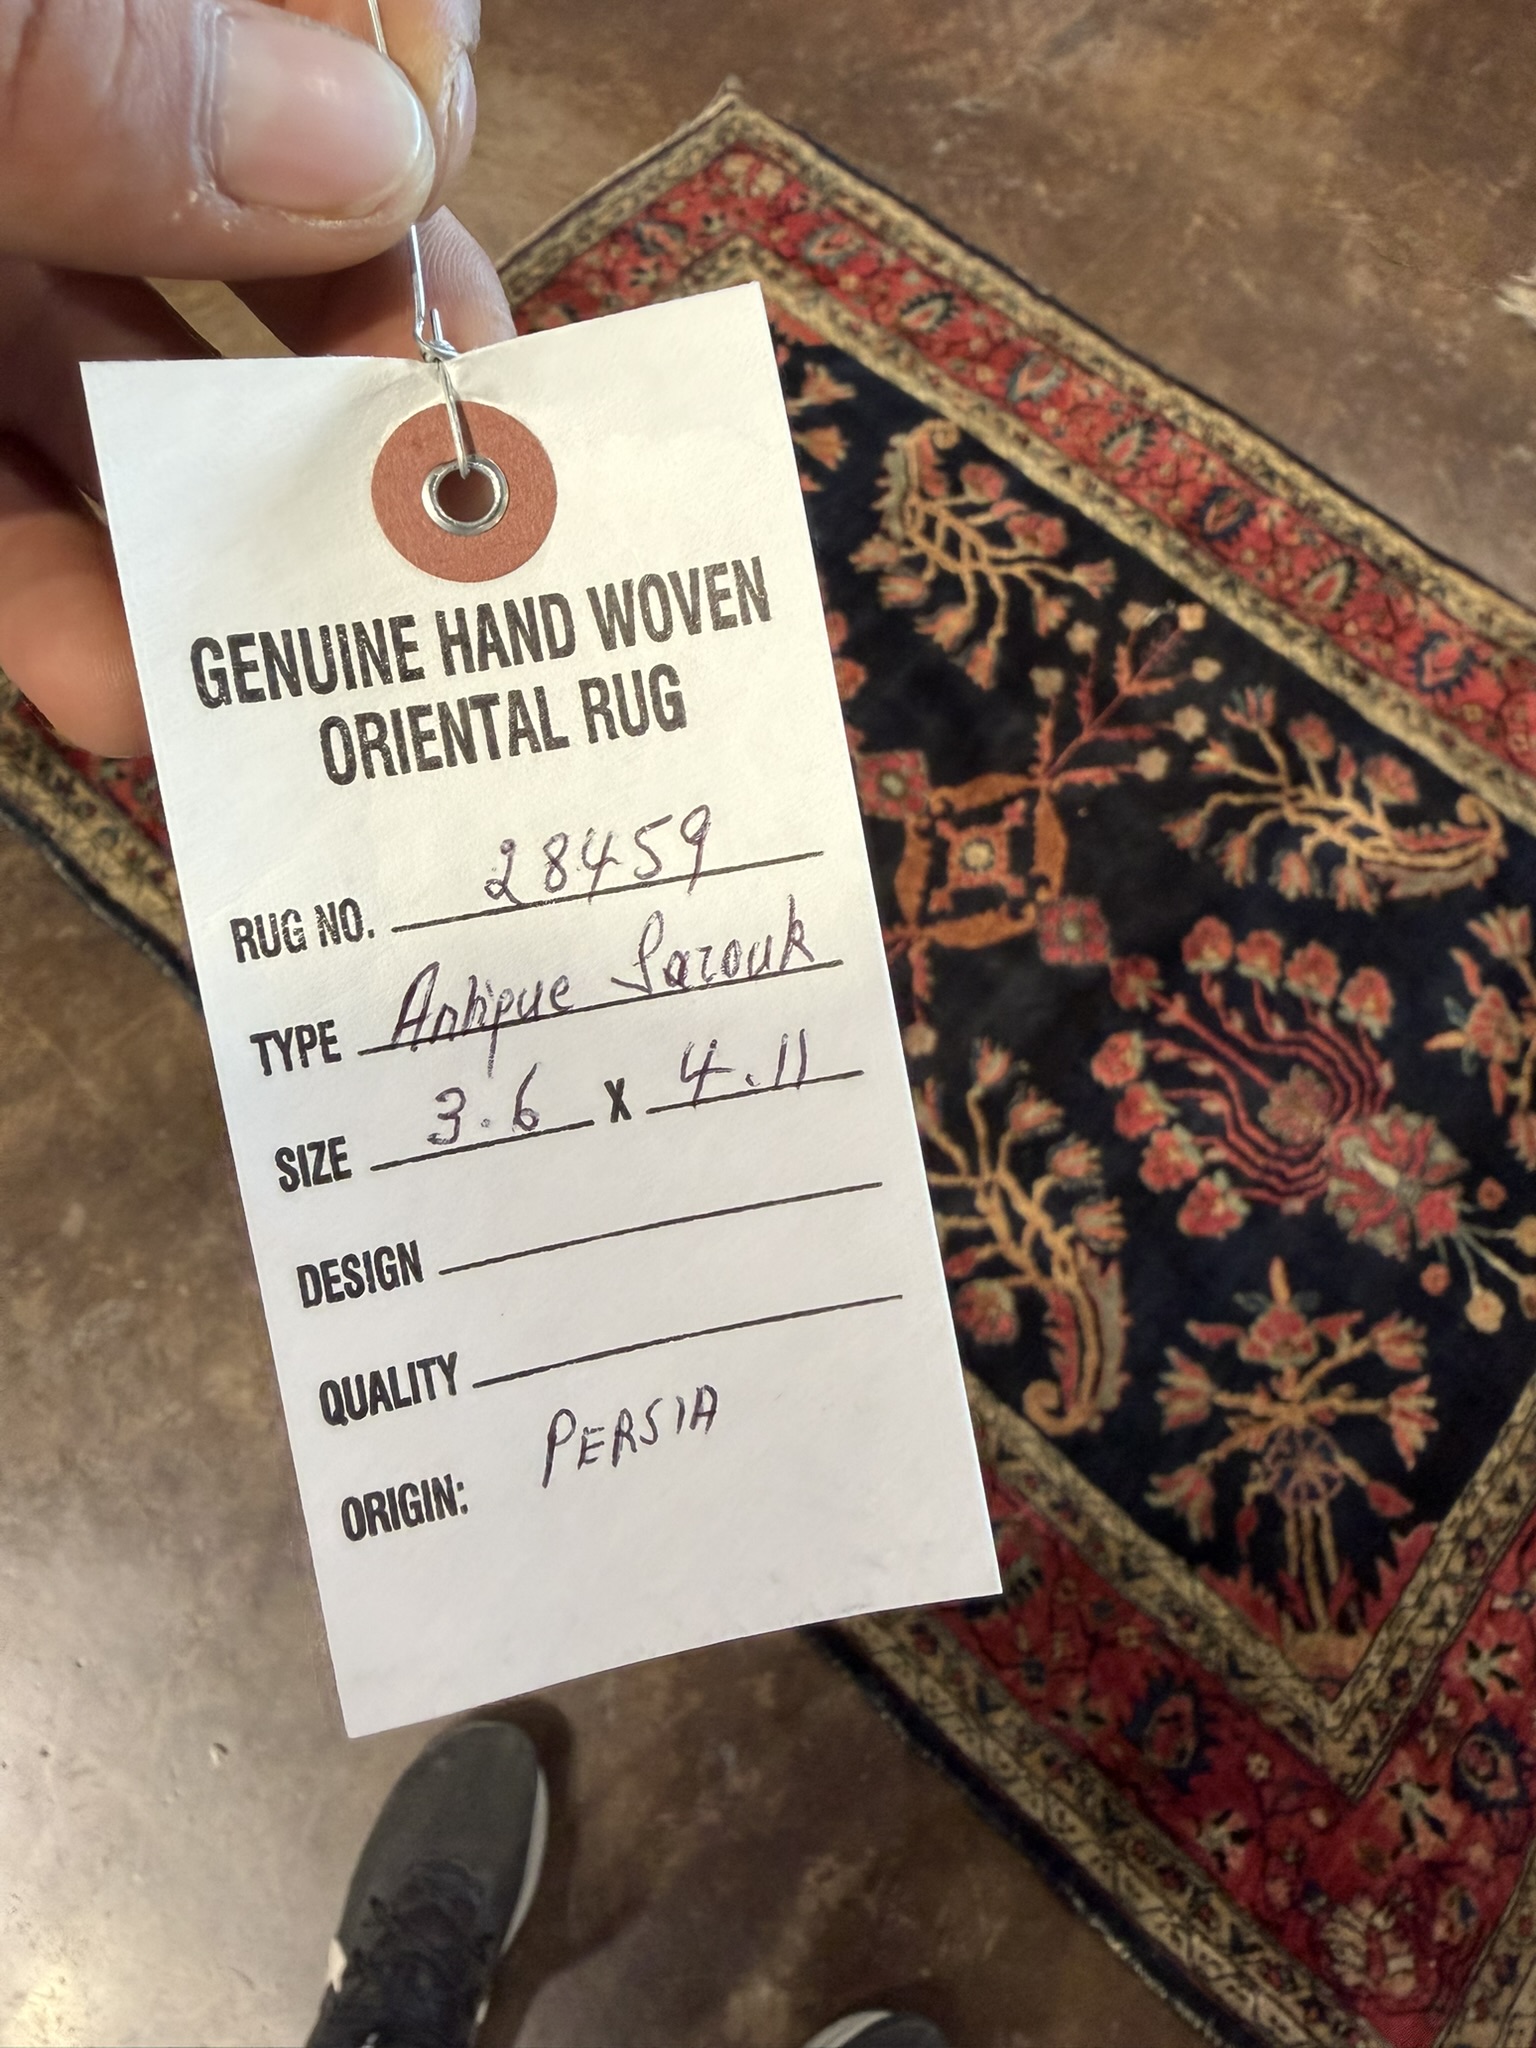 GENUINE HAND WOVEN
ORIENTAL RUG
RUG NO. 28459
TYPE Antique Sarouk
SIZE 3.6 X 4.11
DESIGN
QUALITY
ORIGIN: PERSIA